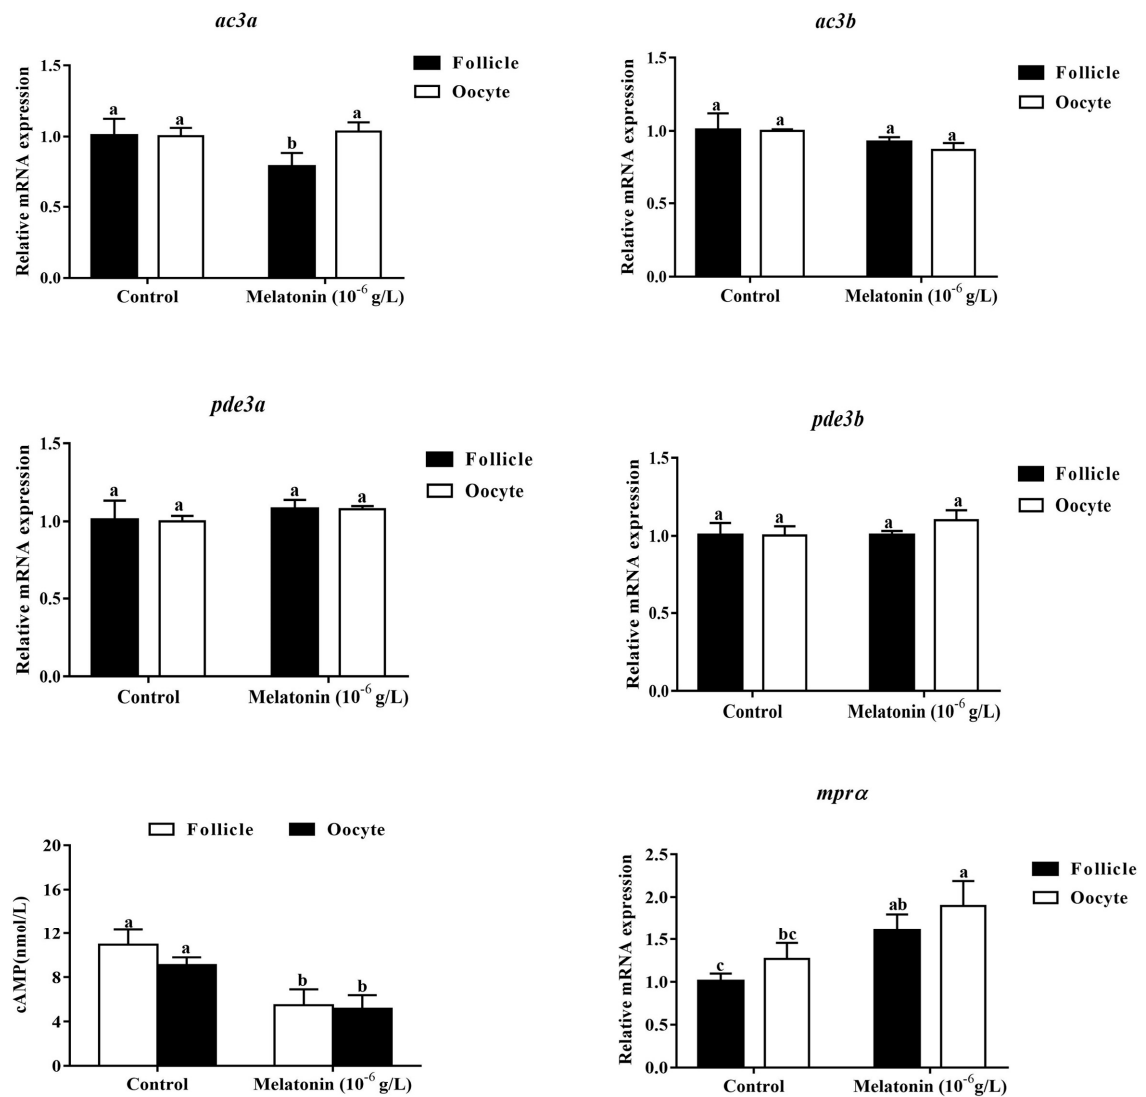 ac3a
Follicle
Oocyte
Relative mRNA expression
1.5
1.0
0.5
0.0
a
a
b
a
Control
Melatonin (10⁻⁶ g/L)
ac3b
Follicle
Oocyte
Relative mRNA expression
1.5
1.0
0.5
0.0
a
a
a
a
Control
Melatonin (10⁻⁶ g/L)
pde3a
Follicle
Oocyte
Relative mRNA expression
1.5
1.0
0.5
0.0
a
a
a
a
Control
Melatonin (10⁻⁶ g/L)
pde3b
Follicle
Oocyte
Relative mRNA expression
1.5
1.0
0.5
0.0
a
a
a
a
Control
Melatonin (10⁻⁶ g/L)
Follicle
Oocyte
cAMP(nmol/L)
20
16
12
8
4
0
a
a
b
b
Control
Melatonin (10⁻⁶ g/L)
mprα
Follicle
Oocyte
Relative mRNA expression
2.5
2.0
1.5
1.0
0.5
0.0
c
bc
ab
a
Control
Melatonin (10⁻⁶ g/L)